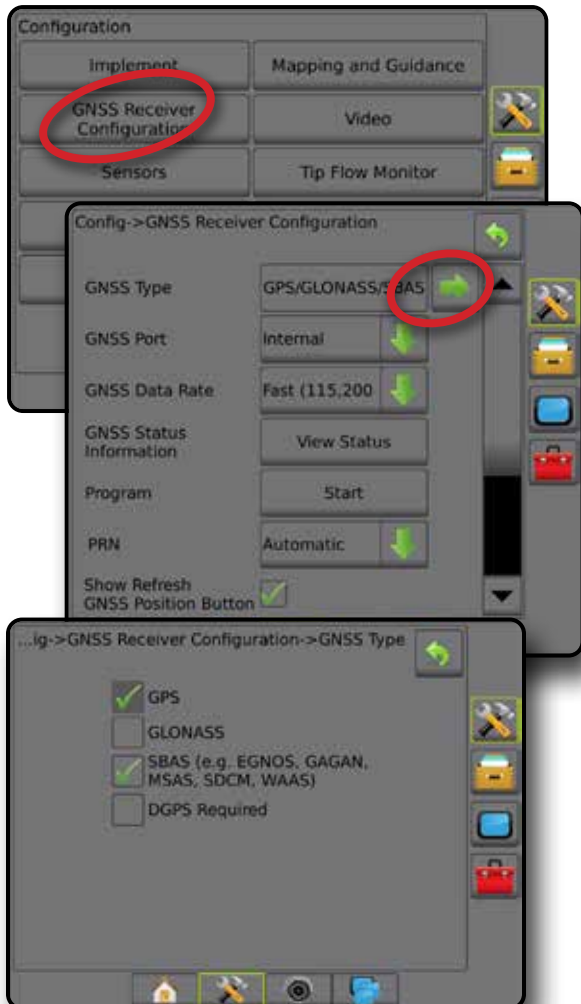 Configuration
Implement
Mapping and Guidance
GNSS Receiver
Configuration
Video
Sensors
Tip Flow Monitor
Config->GNSS Receiver Configuration
GNSS Type
GPS/GLONASS/SBAS
GNSS Port
Internal
GNSS Data Rate
Fast (115,200
GNSS Status
Information
View Status
Program
Start
PRN
Automatic
Show Refresh
GNSS Position Button
...ig->GNSS Receiver Configuration->GNSS Type
GPS
GLONASS
SBAS (e.g. EGNOS, GAGAN,
MSAS, SDCM, WAAS)
DGPS Required